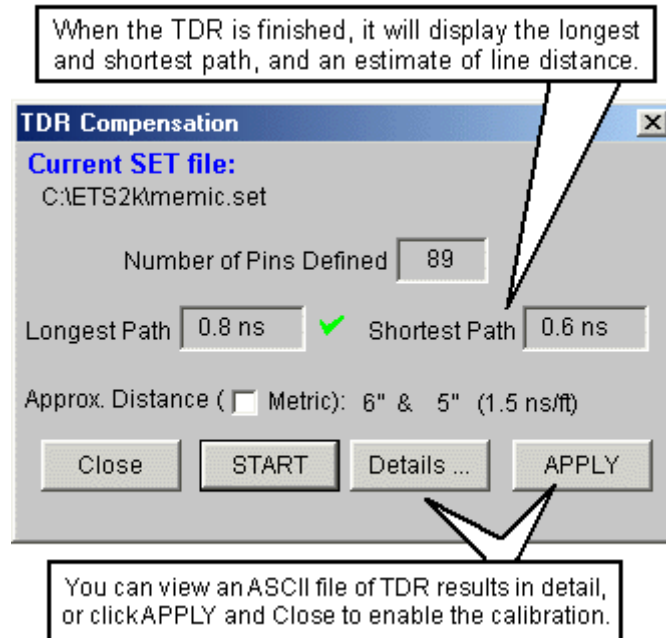 When the TDR is finished, it will display the longest
and shortest path, and an estimate of line distance.
TDR Compensation
Current SET file:
C:\ETS2k\memic.set
Number of Pins Defined 89
Longest Path 0.8 ns Shortest Path 0.6 ns
Approx. Distance ( Metric): 6" & 5" (1.5 ns/ft)
Close START Details ... APPLY
You can view an ASCII file of TDR results in detail,
or click APPLY and Close to enable the calibration.